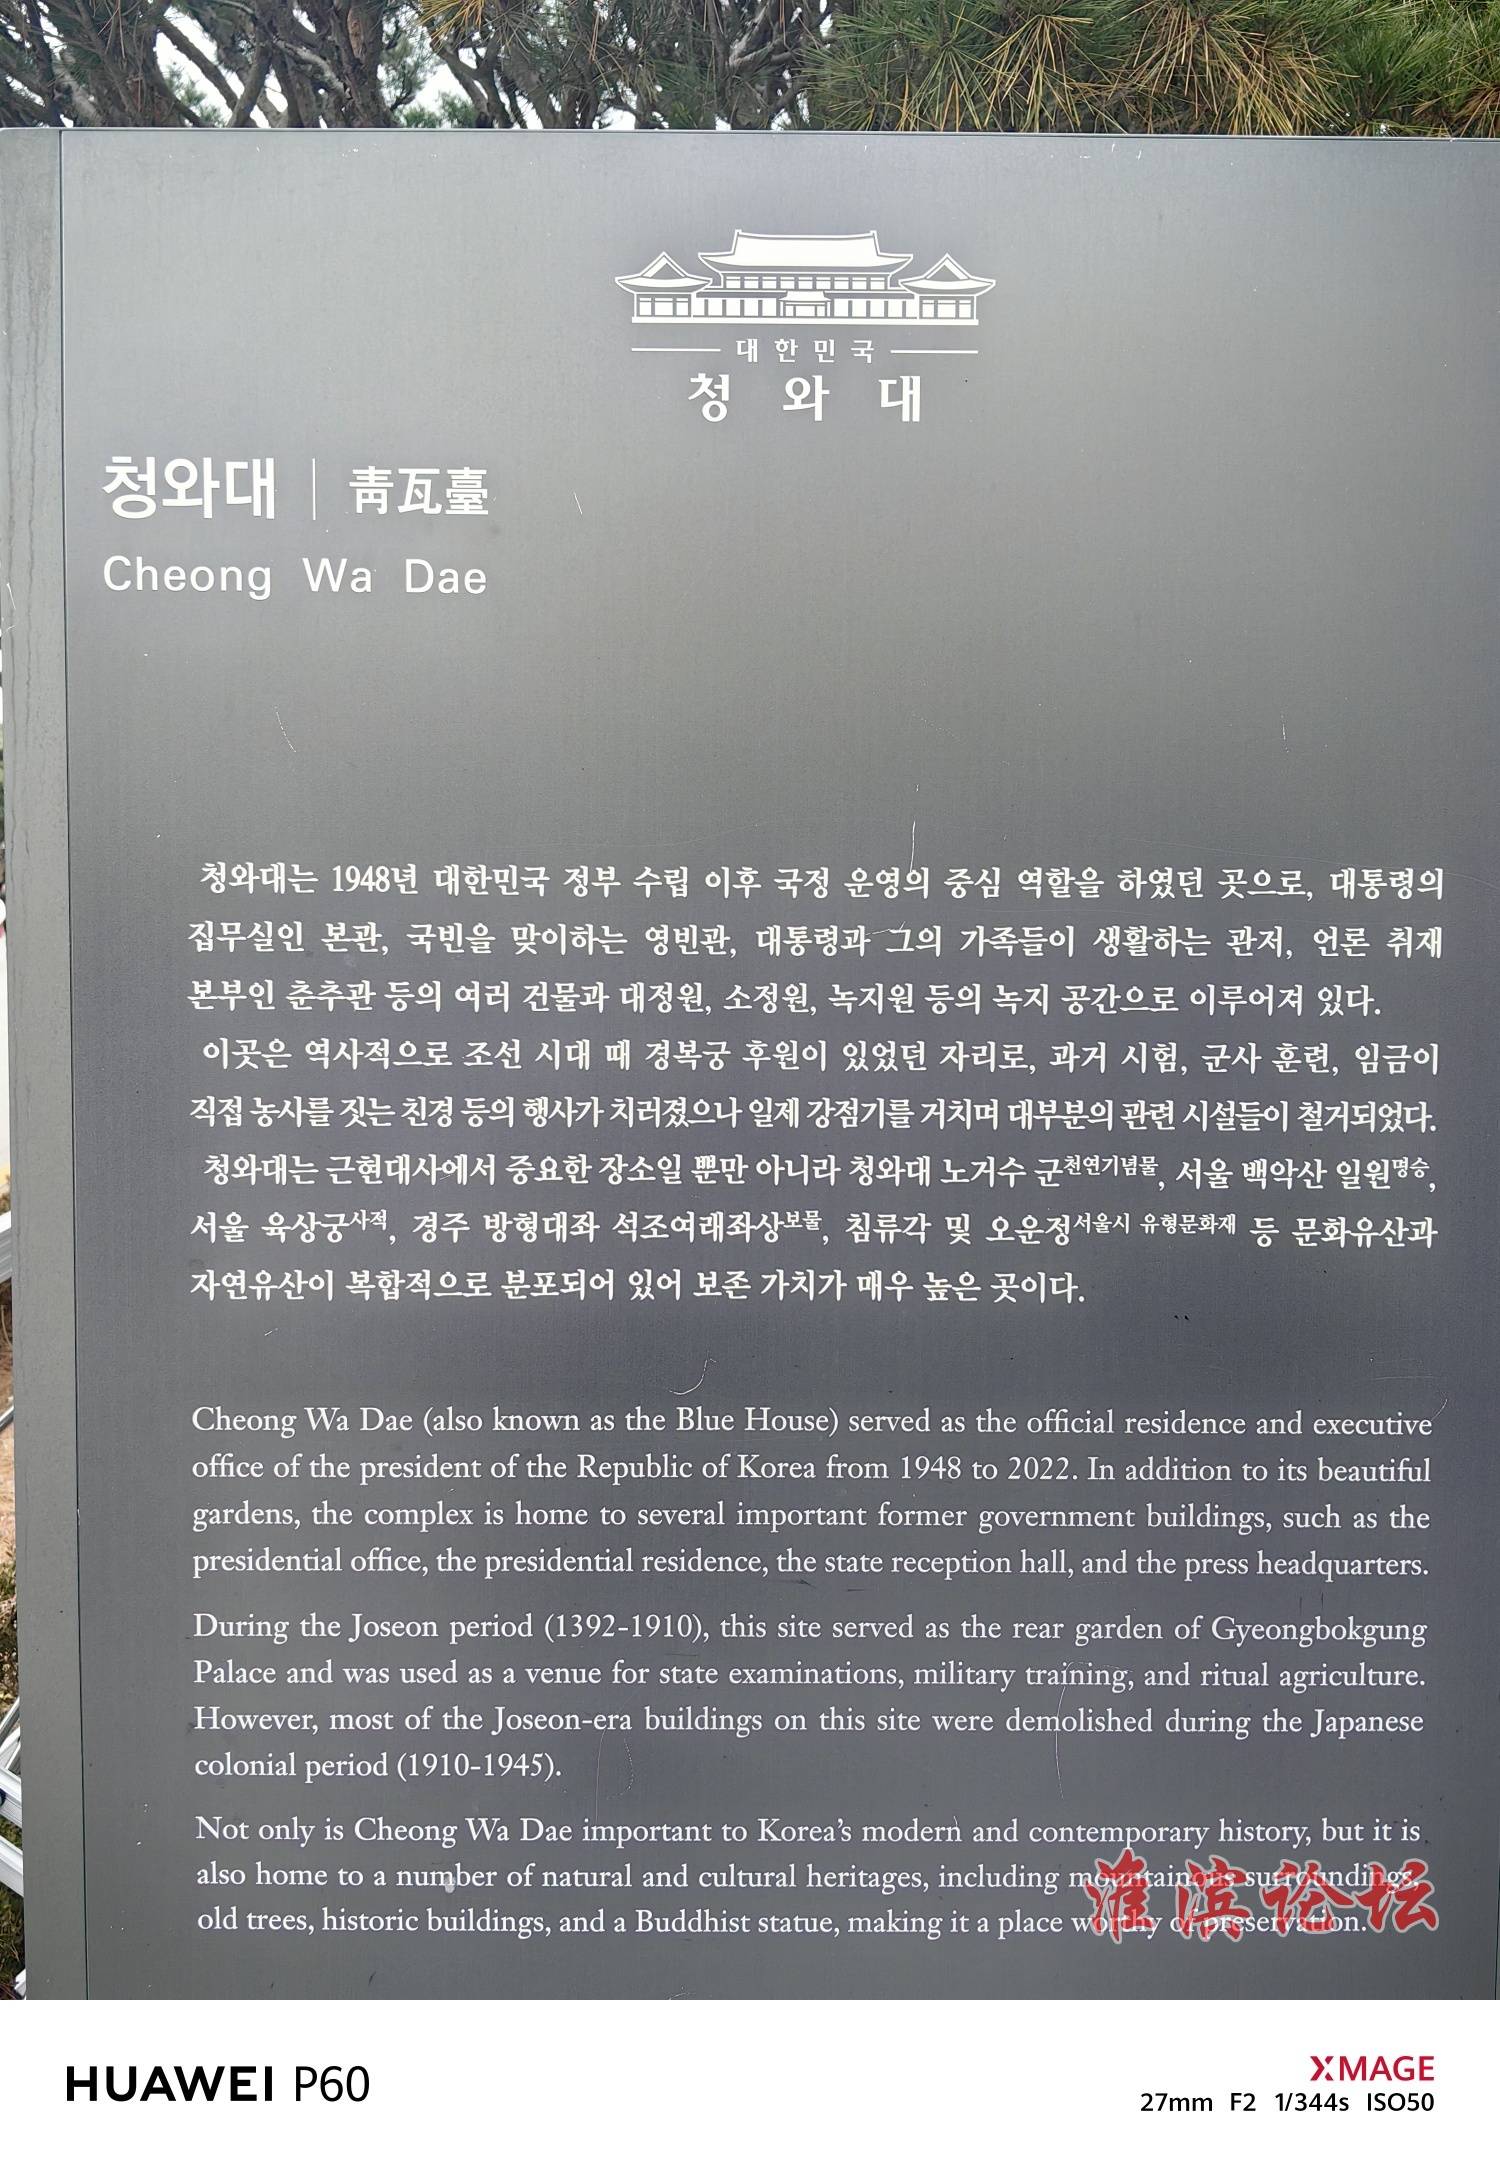 대한민국
청와대
청와대 | 靑瓦臺
Cheong Wa Dae
청와대는 1948년 대한민국 정부 수립 이후 국정 운영의 중심 역할을 하였던 곳으로, 대통령의
집무실인 본관, 국빈을 맞이하는 영빈관, 대통령과 그의 가족들이 생활하는 관저, 언론 취재
본부인 춘추관 등의 여러 건물과 대정원, 소정원, 녹지원 등의 녹지 공간으로 이루어져 있다.
이곳은 역사적으로 조선 시대 때 경복궁 후원이 있었던 자리로, 과거 시험, 군사 훈련, 임금이
직접 농사를 짓는 친경 등의 행사가 치러졌으나 일제 강점기를 거치며 대부분의 관련 시설들이 철거되었다.
청와대는 근현대사에서 중요한 장소일 뿐만 아니라 청와대 노거수 군천연기념물, 서울 백악산 일원명승,
서울 육상궁사적, 경주 방형대좌 석조여래좌상보물, 침류각 및 오운정서울시 유형문화재 등 문화유산과
자연유산이 복합적으로 분포되어 있어 보존 가치가 매우 높은 곳이다.
Cheong Wa Dae (also known as the Blue House) served as the official residence and executive
office of the president of the Republic of Korea from 1948 to 2022. In addition to its beautiful
gardens, the complex is home to several important former government buildings, such as the
presidential office, the presidential residence, the state reception hall, and the press headquarters.
During the Joseon period (1392-1910), this site served as the rear garden of Gyeongbokgung
Palace and was used as a venue for state examinations, military training, and ritual agriculture.
However, most of the Joseon-era buildings on this site were demolished during the Japanese
colonial period (1910-1945).
Not only is Cheong Wa Dae important to Korea's modern and contemporary history, but it is
also home to a number of natural and cultural heritages, including mountainous surroundings,
old trees, historic buildings, and a Buddhist statue, making it a place worthy of preservation.
淮滨论坛
HUAWEI P60
XMAGE
27mm F2 1/344s ISO50